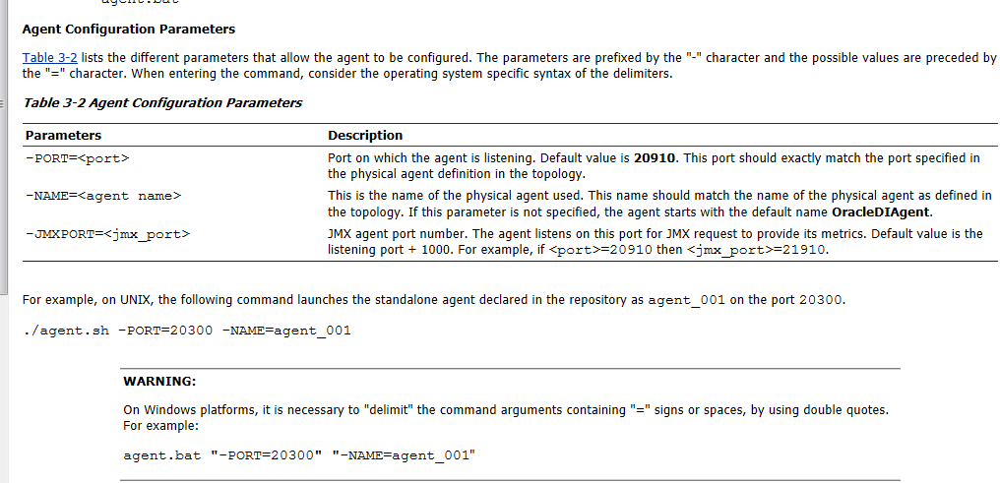 Agent Configuration Parameters
Table 3-2 lists the different parameters that allow the agent to be configured. The parameters are prefixed by the "-" character and the possible values are preceded by
the "=" character. When entering the command, consider the operating system specific syntax of the delimiters.
Table 3-2 Agent Configuration Parameters
Parameters Description
-PORT=<port> Port on which the agent is listening. Default value is 20910. This port should exactly match the port specified in
the physical agent definition in the topology.
-NAME=<agent name> This is the name of the physical agent used. This name should match the name of the physical agent as defined in
the topology. If this parameter is not specified, the agent starts with the default name OracleDIAgent.
-JMXPORT=<jmx_port> JMX agent port number. The agent listens on this port for JMX request to provide its metrics. Default value is the
listening port + 1000. For example, if <port>=20910 then <jmx_port>=21910.
For example, on UNIX, the following command launches the standalone agent declared in the repository as agent_001 on the port 20300.
./agent.sh -PORT=20300 -NAME=agent_001
WARNING:
On Windows platforms, it is necessary to "delimit" the command arguments containing "=" signs or spaces, by using double quotes.
For example:
agent.bat "-PORT=20300" "-NAME=agent_001"